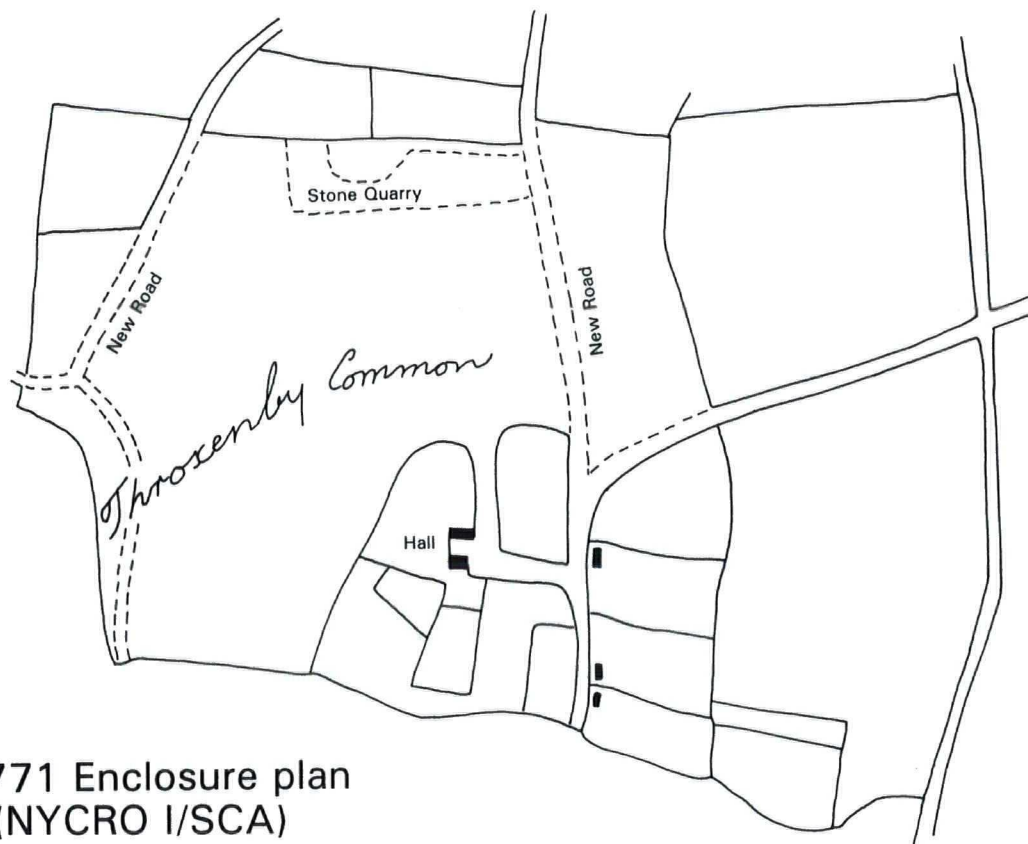 Stone Quarry
New Road
New Road
Throxenby Common
Hall
771 Enclosure plan
(NYCRO I/SCA)